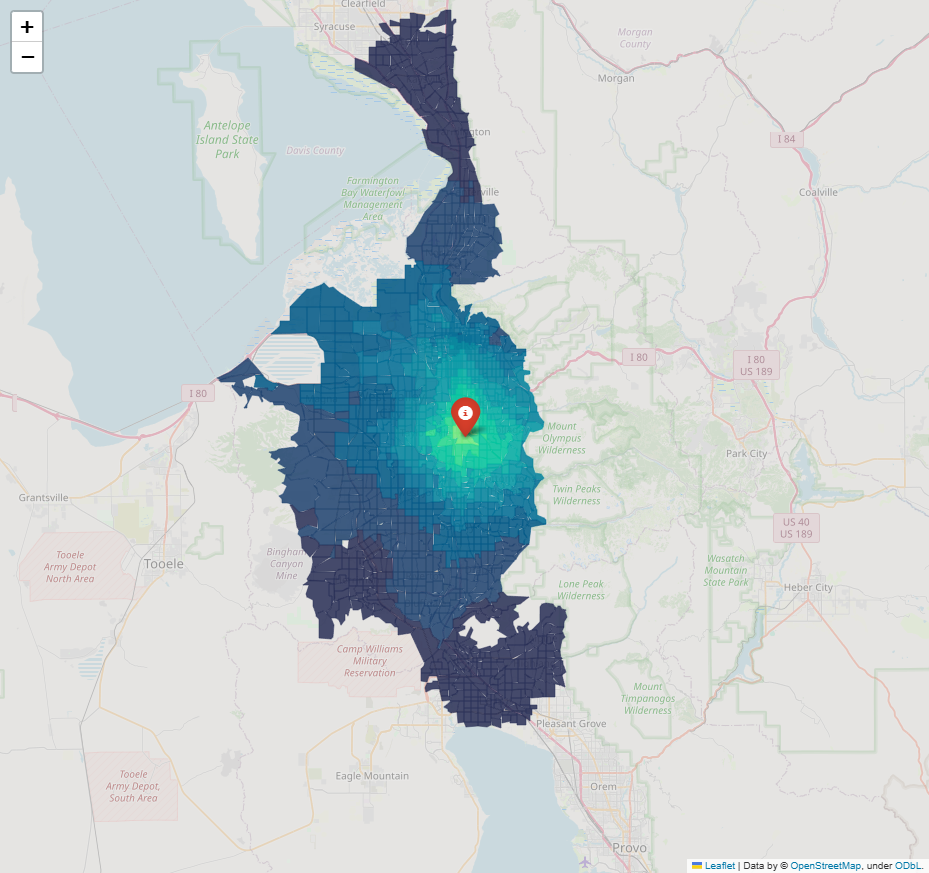 +
−
Clearfield
Syracuse
Morgan
County
Morgan
I 84
Antelope
Island State
Park
Davis County
Farmington
Bay Waterfowl
Management
Area
Coalville
I 80
I 80
I 80
US 189
i
Mount
Olympus
Wilderness
Park City
Twin Peaks
Wilderness
Grantsville
US 40
US 189
Tooele
Army Depot
North Area
Tooele
Bingham
Canyon
Mine
Wasatch
Mountain
State Park
Lone Peak
Wilderness
Heber City
Camp Williams
Military
Reservation
Mount
Timpanogos
Wilderness
Pleasant Grove
Tooele
Army Depot,
South Area
Eagle Mountain
Orem
Provo
Leaflet | Data by © OpenStreetMap, under ODbL.